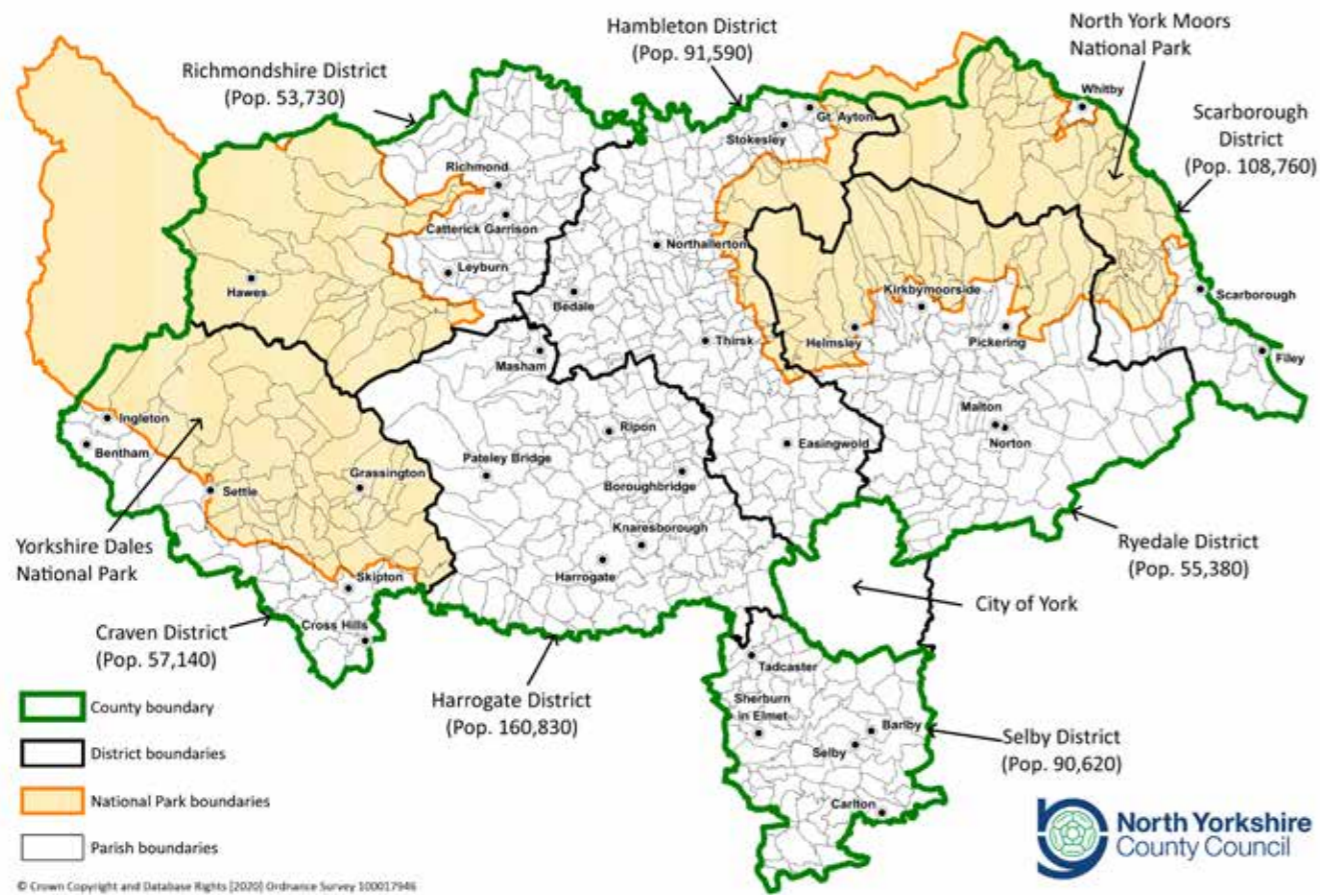 Hambleton District
(Pop. 91,590)
North York Moors
National Park
Richmondshire District
(Pop. 53,730)
Scarborough
District
(Pop. 108,760)
Whitby
Gt. Ayton
Stokesley
Richmond
Catterick Garrison
Northallerton
Leyburn
Hawes
Bedale
Kirkbymoorside
Scarborough
Helmsley
Pickering
Thirsk
Masham
Filey
Ingleton
Bentham
Malton
Norton
Ripon
Easingwold
Pateley Bridge
Grassington
Settle
Boroughbridge
Knaresborough
Harrogate
Yorkshire Dales
National Park
Skipton
Ryedale District
(Pop. 55,380)
City of York
Cross Hills
Craven District
(Pop. 57,140)
Tadcaster
Harrogate District
(Pop. 160,830)
Sherburn
in Elmet
Barlby
Selby
Selby District
(Pop. 90,620)
Carlton
County boundary
District boundaries
National Park boundaries
Parish boundaries
North Yorkshire
County Council
© Crown Copyright and Database Rights [2020] Ordnance Survey 100017946